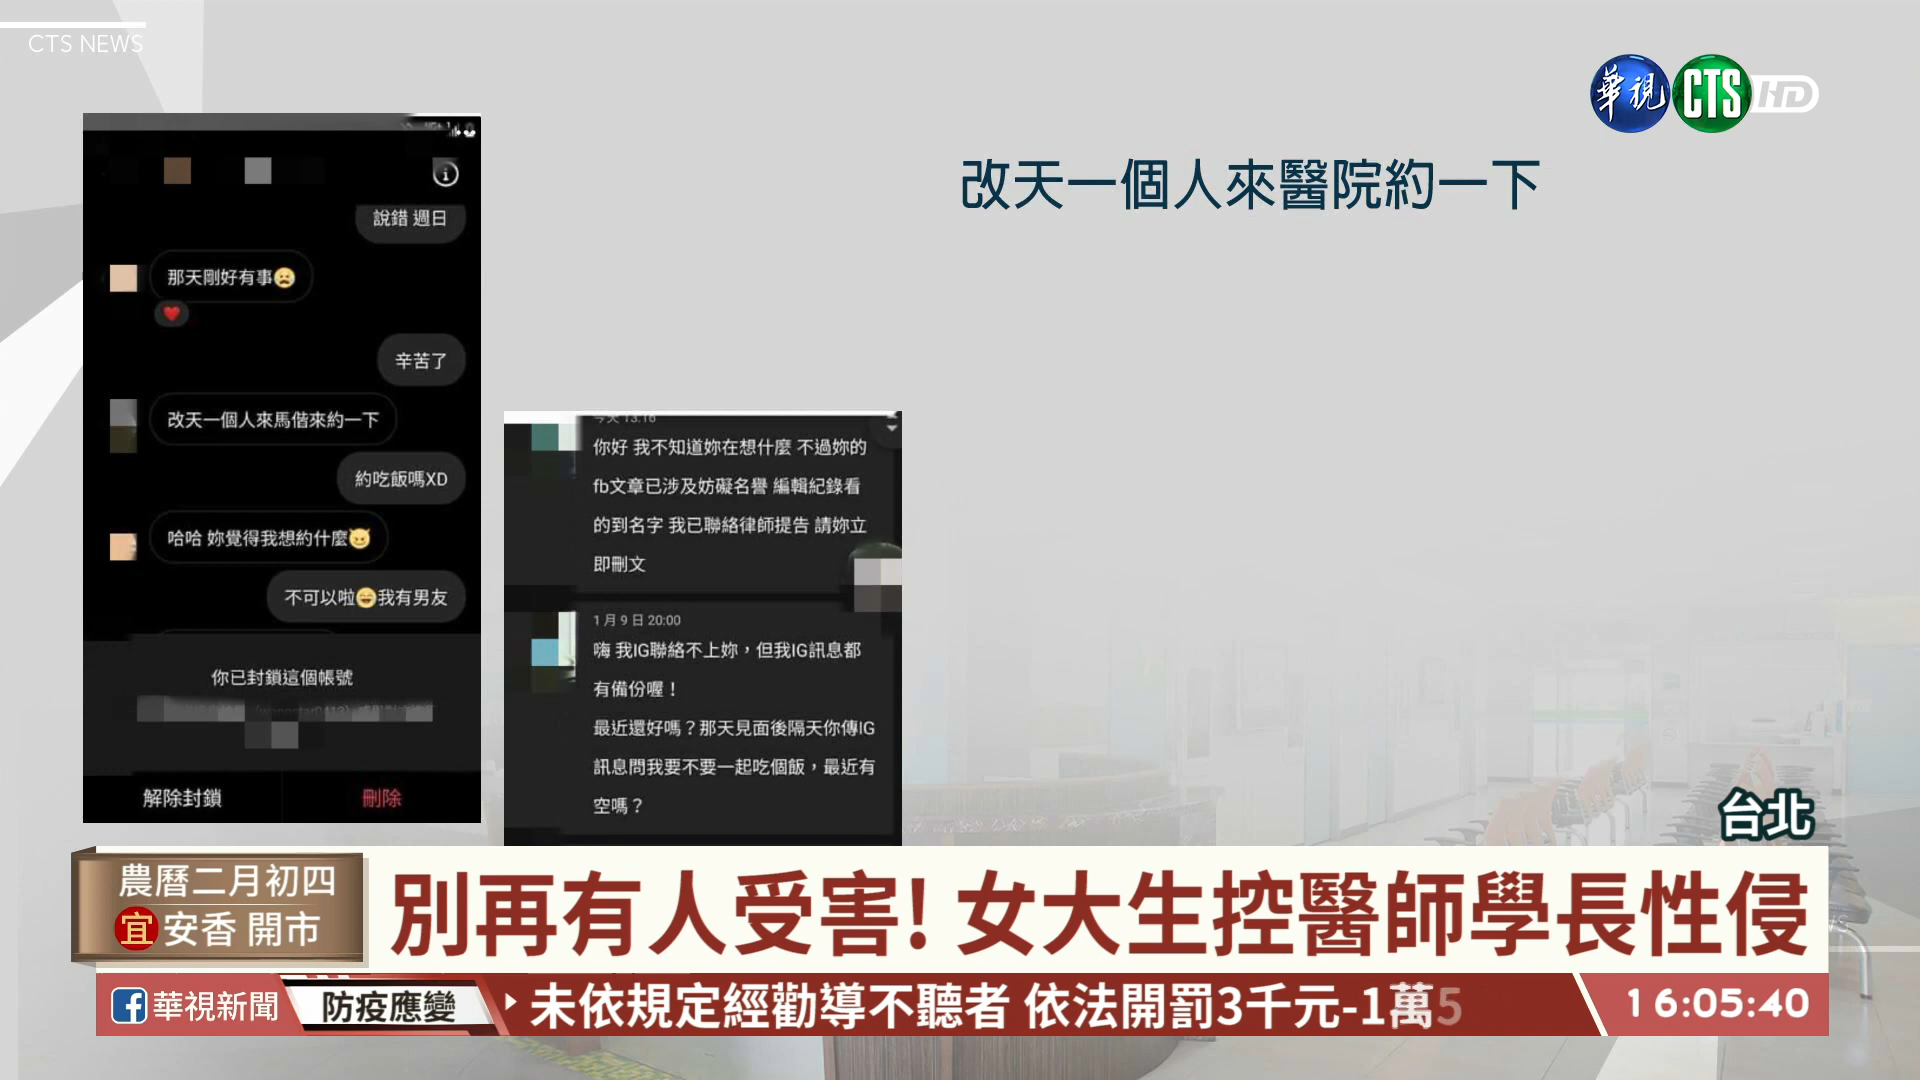 CTS NEWS
華視 CTS HD
改天一個人來醫院約一下
說錯 週日
那天剛好有事
辛苦了
改天一個人來馬偕來約一下
約吃飯嗎XD
哈哈 妳覺得我想約什麼
不可以啦 我有男友
你已封鎖這個帳號
解除封鎖 刪除
今天 13:16
你好 我不知道妳在想什麼 不過妳的
fb文章已涉及妨礙名譽 編輯紀錄看
的到名字 我已聯絡律師提告 請妳立
即刪文
1 月 9 日 20:00
嗨 我IG聯絡不上妳，但我IG訊息都
有備份喔！
最近還好嗎？那天見面後隔天你傳IG
訊息問我要不要一起吃個飯，最近有
空嗎？
台北
農曆二月初四
宜 安香 開市
別再有人受害! 女大生控醫師學長性侵
華視新聞
防疫應變
未依規定經勸導不聽者 依法開罰3千元-1萬5
16:05:40